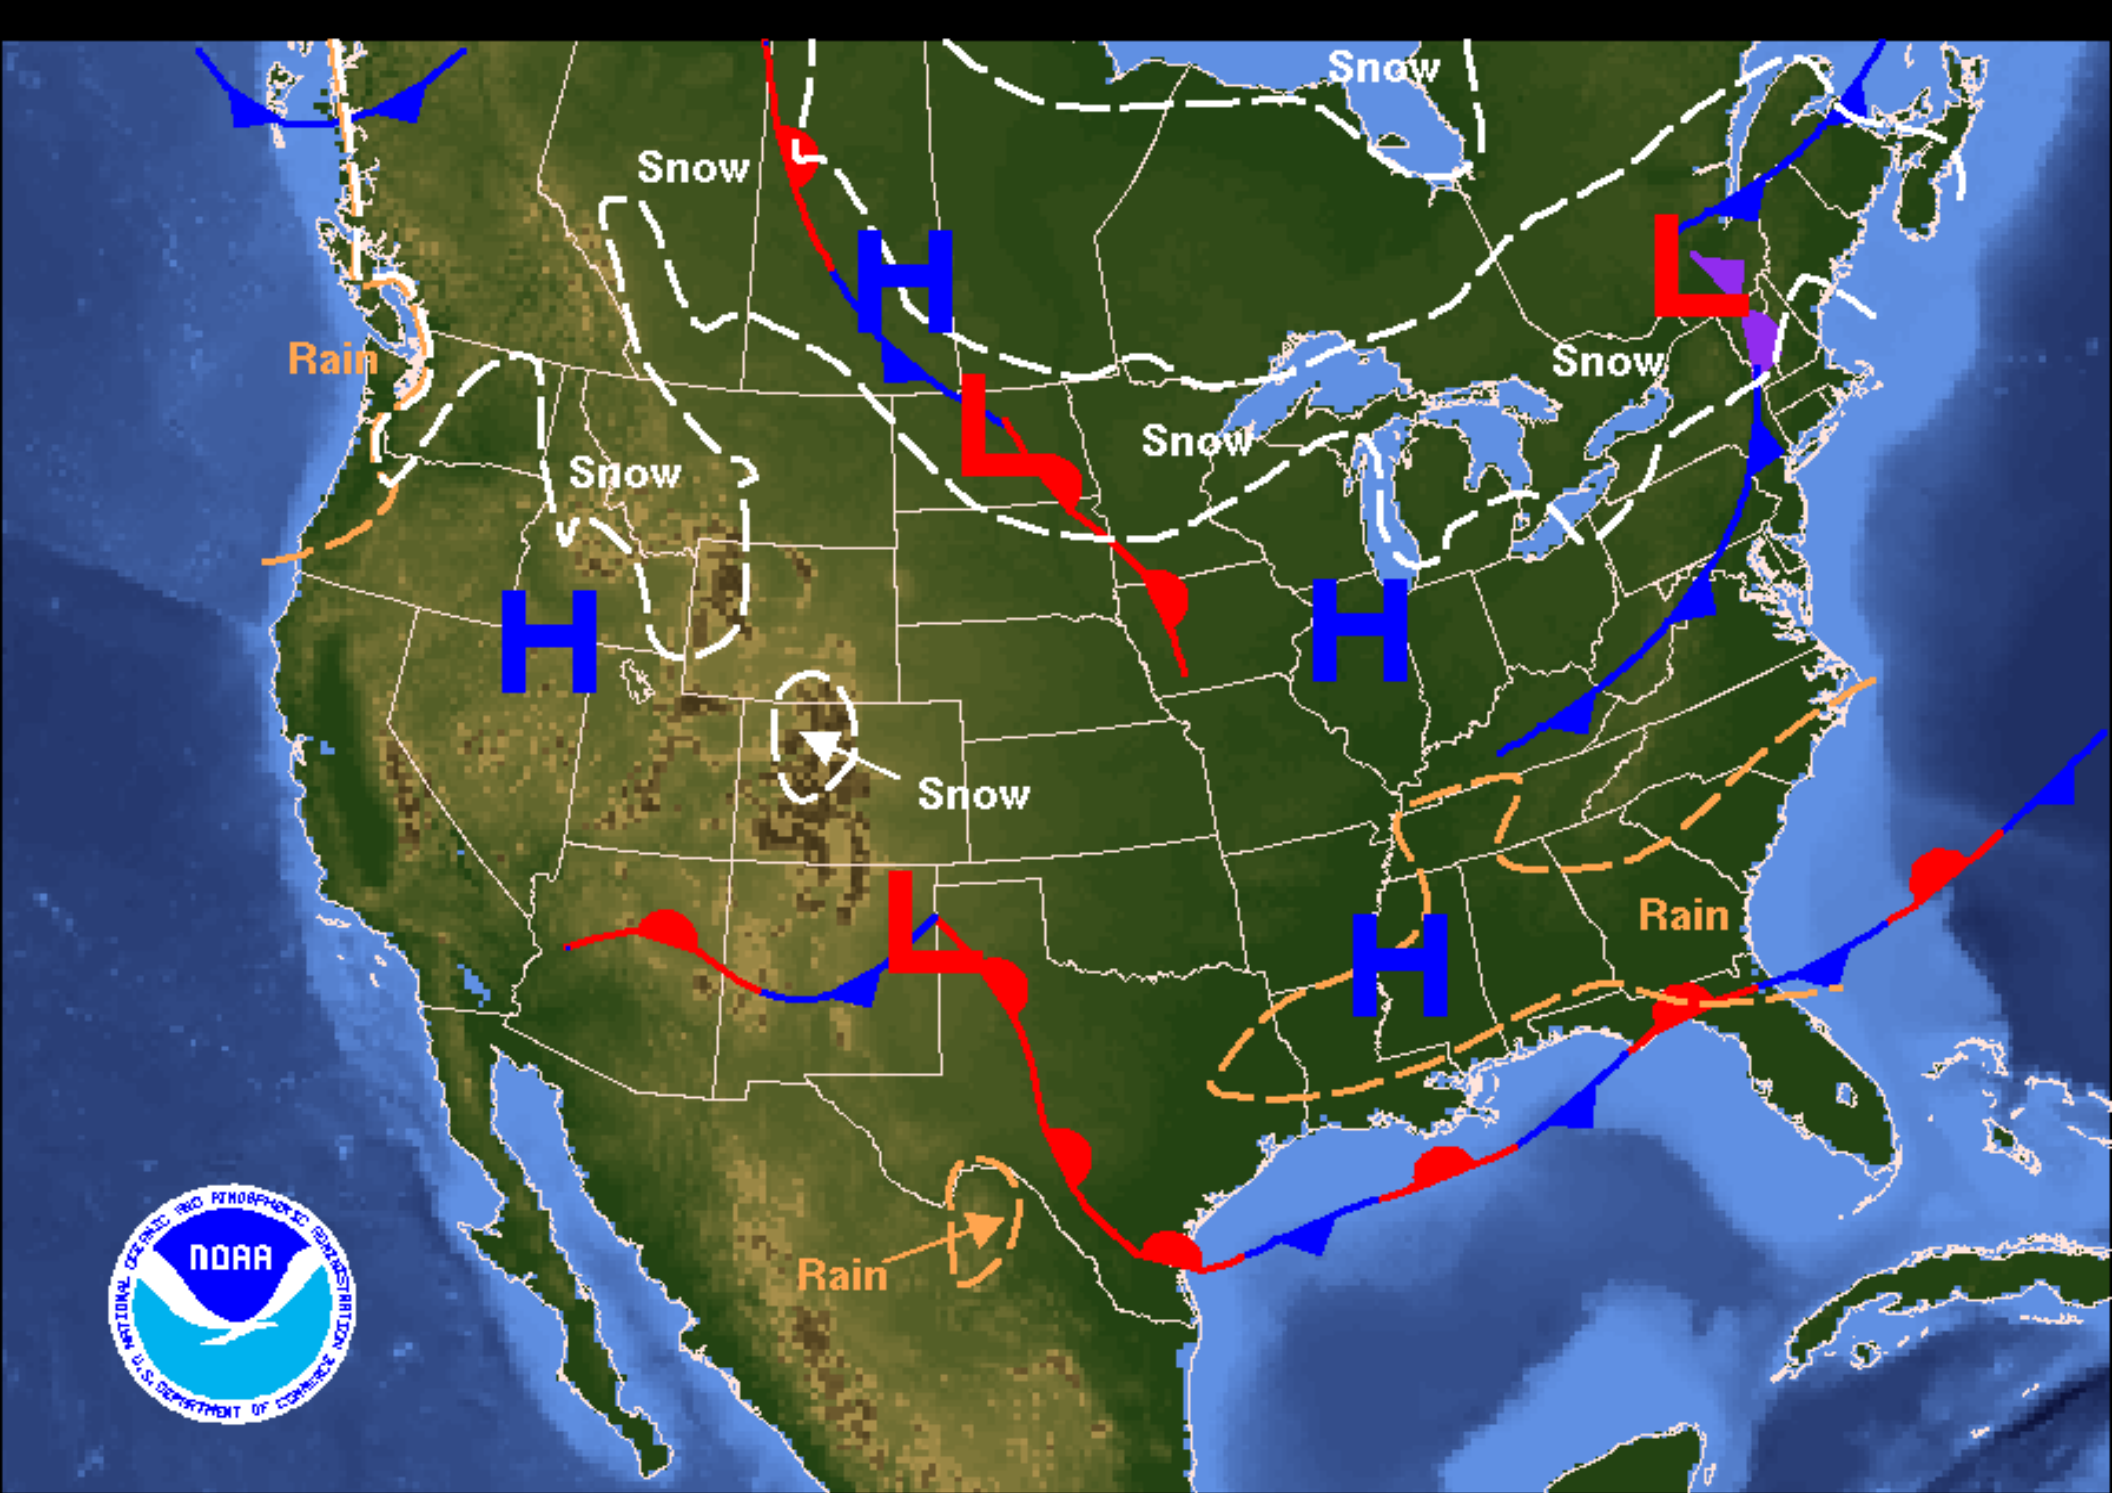 Snow
Snow
H
L
Rain
Snow
L
Snow
Snow
H
H
Snow
L
H
Rain
Rain
NATIONAL OCEANIC AND ATMOSPHERIC ADMINISTRATION
NOAA
U.S. DEPARTMENT OF COMMERCE